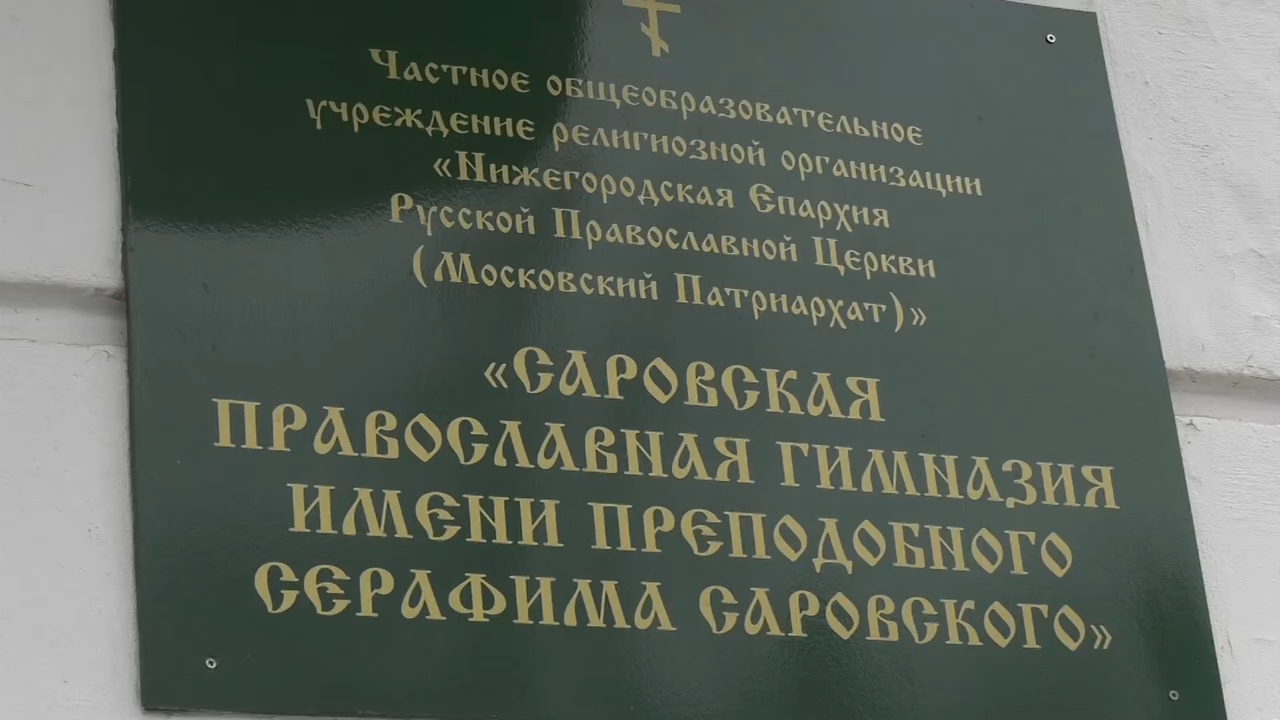 Частное общеобразовательное
учреждение религиозной организации
«Нижегородская Епархия
Русской Православной Церкви
(Московский Патриархат)»
«САРОВСКАЯ
ПРАВОСЛАВНАЯ ГИМНАЗИЯ
ИМЕНИ ПРЕПОДОБНОГО
СЕРАФИМА САРОВСКОГО»